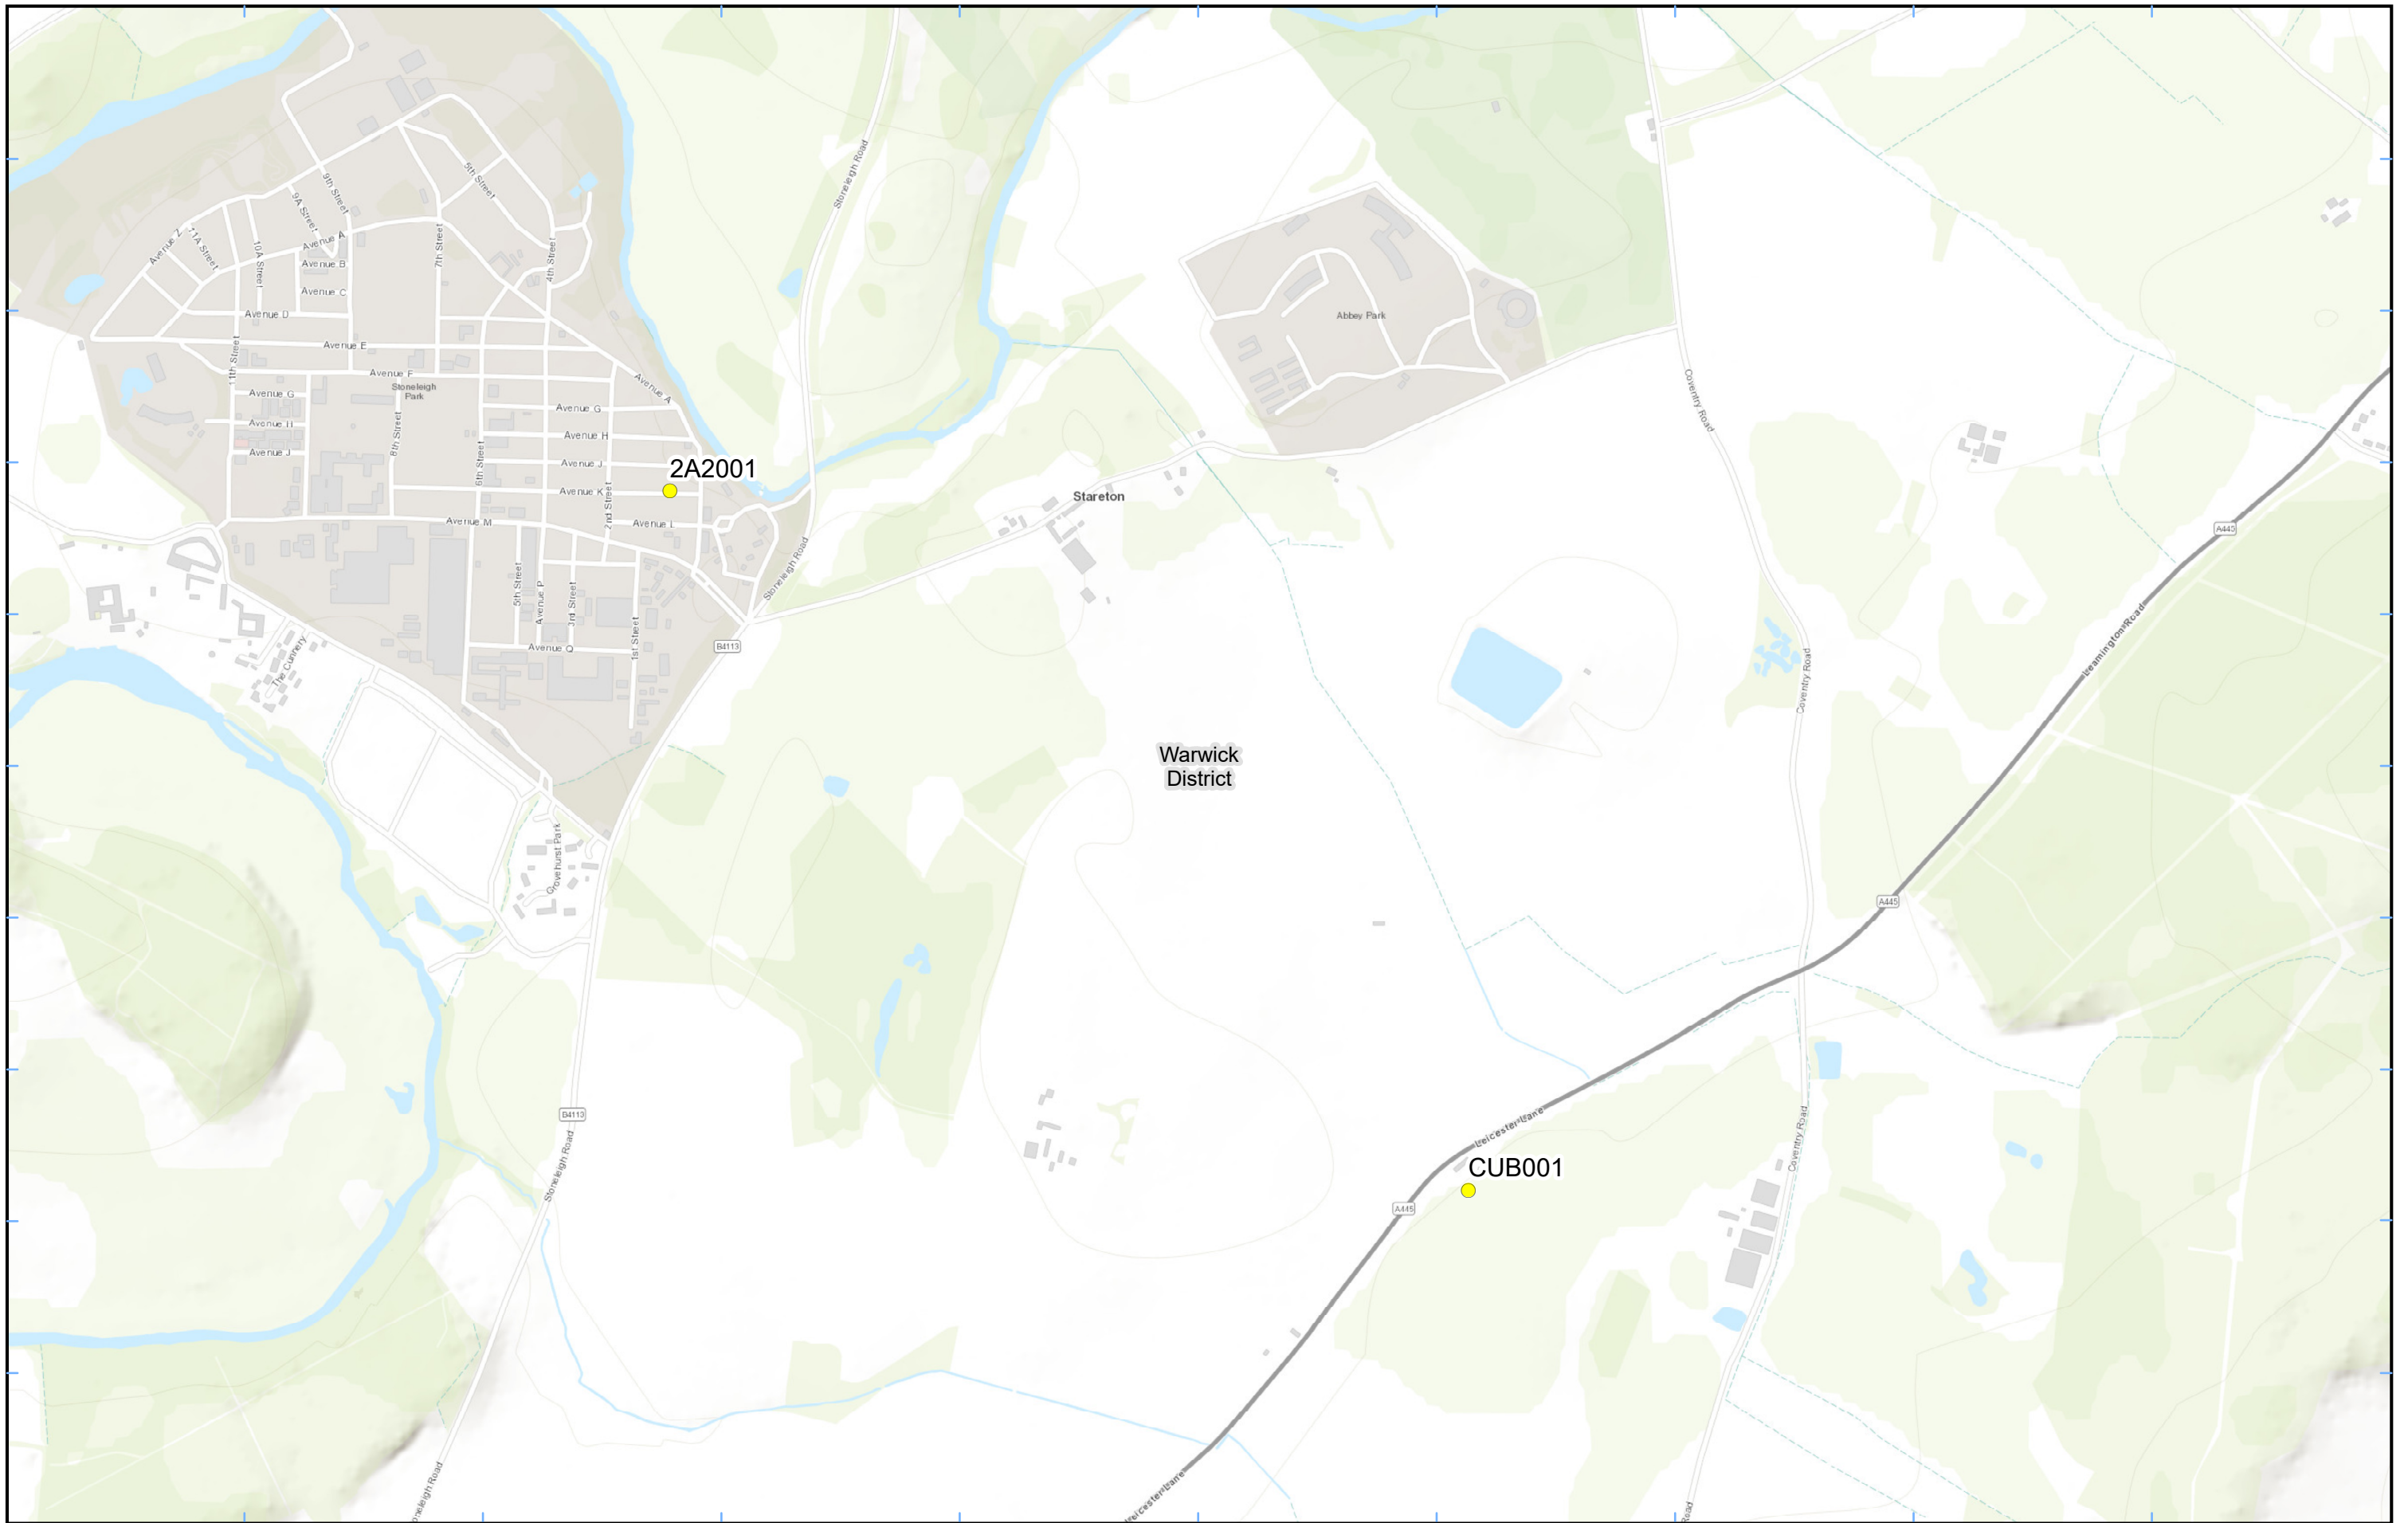 Stoneleigh Road
5th Street
9th Street
9A Street
7th Street
4th Street
Avenue Z
11A Street
10A Street
Avenue A
Avenue B
Avenue C
Avenue D
Abbey Park
Avenue E
11th Street
Avenue F
Stoneleigh
Park
Avenue A
Coventry Road
Avenue G
Avenue G
8th Street
Avenue H
Avenue H
Avenue J
Avenue J
6th Street
2A2001
Avenue K
2nd Street
Stareton
Avenue M
Avenue L
A445
Stoneleigh Road
5th Street
Avenue P
3rd Street
1st Street
Avenue Q
B4113
The Cunnery
Leamington Road
Coventry Road
Warwick
District
Grovehurst Park
A445
B4113
Leicester Lane
Coventry Road
Stoneleigh Road
CUB001
A445
oneleigh Road
Leicester Lane
Road